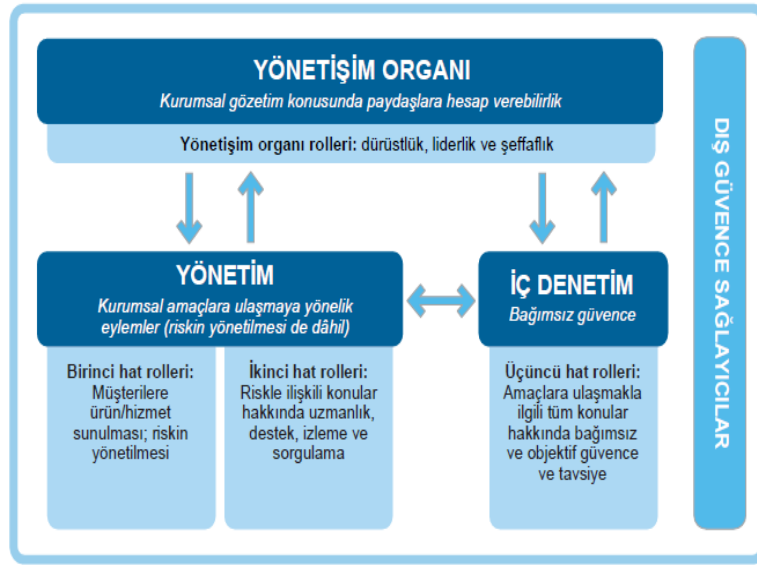 YÖNETİŞİM ORGANI
Kurumsal gözetim konusunda paydaşlara hesap verebilirlik
Yönetişim organı rolleri: dürüstlük, liderlik ve şeffaflık
YÖNETİM
Kurumsal amaçlara ulaşmaya yönelik
eylemler (riskin yönetilmesi de dâhil)
Birinci hat rolleri:
Müşterilere
ürün/hizmet
sunulması; riskin
yönetilmesi
İkinci hat rolleri:
Riskle ilişkili konular
hakkında uzmanlık,
destek, izleme ve
sorgulama
İÇ DENETİM
Bağımsız güvence
Üçüncü hat rolleri:
Amaçlara ulaşmakla
ilgili tüm konular
hakkında bağımsız
ve objektif güvence
ve tavsiye
DIŞ GÜVENCE SAĞLAYICILAR